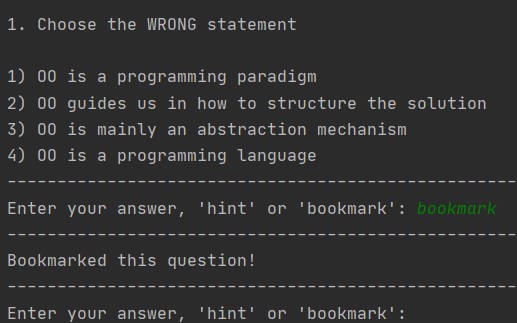 1. Choose the WRONG statement
1) OO is a programming paradigm
2) OO guides us in how to structure the solution
3) OO is mainly an abstraction mechanism
4) OO is a programming language
----------------------------------------------------
Enter your answer, 'hint' or 'bookmark': bookmark
----------------------------------------------------
Bookmarked this question!
----------------------------------------------------
Enter your answer, 'hint' or 'bookmark':